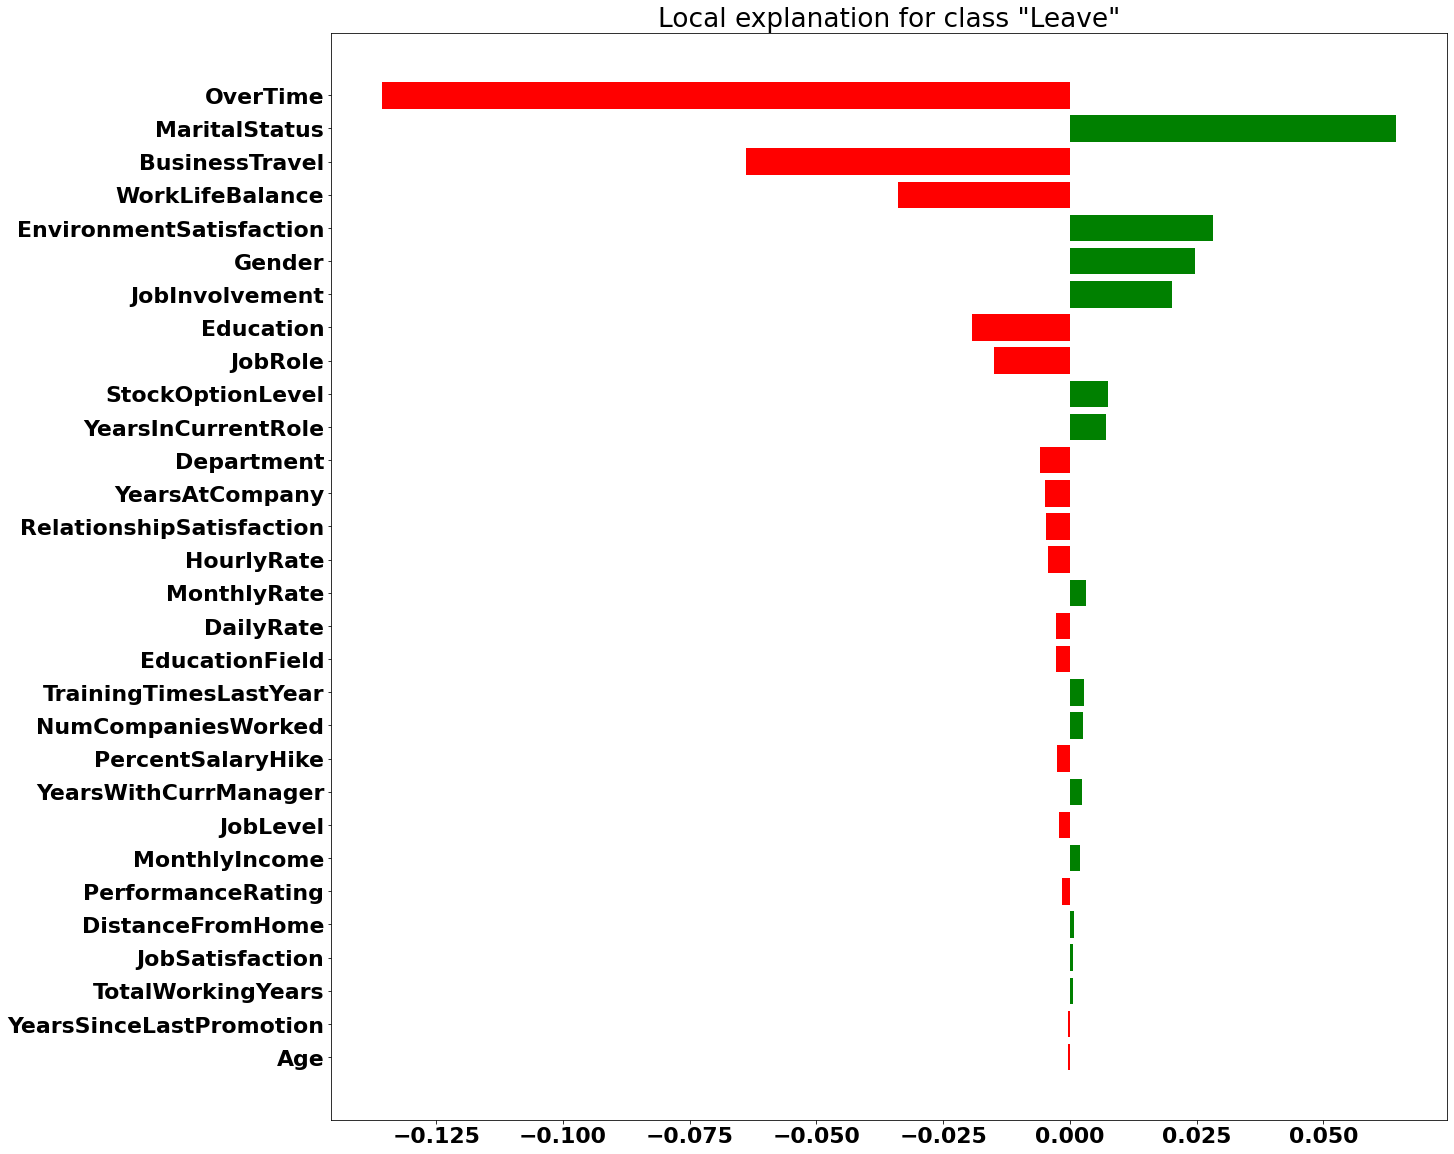 Local explanation for class "Leave"
OverTime
MaritalStatus
BusinessTravel
WorkLifeBalance
EnvironmentSatisfaction
Gender
JobInvolvement
Education
JobRole
StockOptionLevel
YearsInCurrentRole
Department
YearsAtCompany
RelationshipSatisfaction
HourlyRate
MonthlyRate
DailyRate
EducationField
TrainingTimesLastYear
NumCompaniesWorked
PercentSalaryHike
YearsWithCurrManager
JobLevel
MonthlyIncome
PerformanceRating
DistanceFromHome
JobSatisfaction
TotalWorkingYears
YearsSinceLastPromotion
Age
−0.125 −0.100 −0.075 −0.050 −0.025 0.000 0.025 0.050